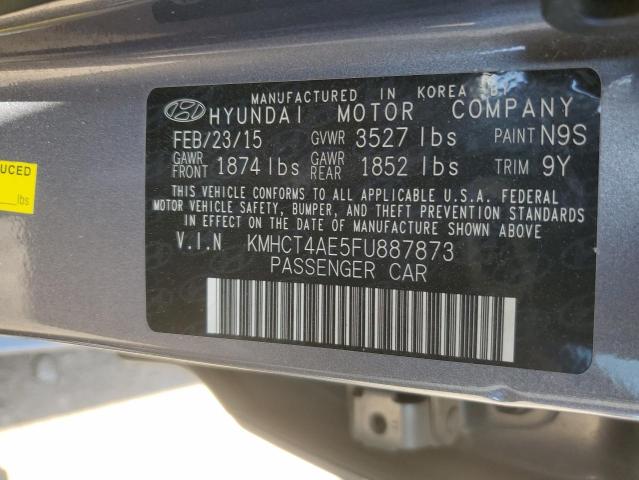 MANUFACTURED IN KOREA BY
HYUNDAI MOTOR COMPANY
FEB/23/15 GVWR 3527 lbs PAINT N9S
GAWR FRONT 1874 lbs GAWR REAR 1852 lbs TRIM 9Y
THIS VEHICLE CONFORMS TO ALL APPLICABLE U.S.A. FEDERAL
MOTOR VEHICLE SAFETY, BUMPER, AND THEFT PREVENTION STANDARDS
IN EFFECT ON THE DATE OF MANUFACTURE SHOWN ABOVE.
V.I.N KMHCT4AE5FU887873
PASSENGER CAR
UCED
lbs